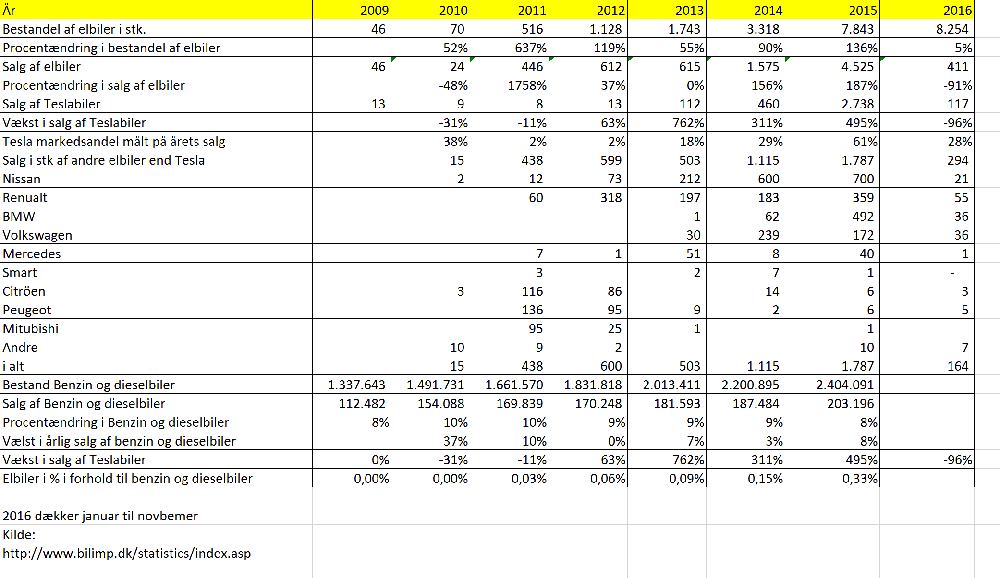 År 2009 2010 2011 2012 2013 2014 2015 2016
Bestandel af elbiler i stk. 46 70 516 1.128 1.743 3.318 7.843 8.254
Procentændring i bestandel af elbiler 52% 637% 119% 55% 90% 136% 5%
Salg af elbiler 46 24 446 612 615 1.575 4.525 411
Procentændring i salg af elbiler -48% 1758% 37% 0% 156% 187% -91%
Salg af Teslabiler 13 9 8 13 112 460 2.738 117
Vækst i salg af Teslabiler -31% -11% 63% 762% 311% 495% -96%
Tesla markedsandel målt på årets salg 38% 2% 2% 18% 29% 61% 28%
Salg i stk af andre elbiler end Tesla 15 438 599 503 1.115 1.787 294
Nissan 2 12 73 212 600 700 21
Renualt 60 318 197 183 359 55
BMW 1 62 492 36
Volkswagen 30 239 172 36
Mercedes 7 1 51 8 40 1
Smart 3 2 7 1 -
Citröen 3 116 86 14 6 3
Peugeot 136 95 9 2 6 5
Mitubishi 95 25 1 1
Andre 10 9 2 10 7
i alt 15 438 600 503 1.115 1.787 164
Bestand Benzin og dieselbiler 1.337.643 1.491.731 1.661.570 1.831.818 2.013.411 2.200.895 2.404.091
Salg af Benzin og dieselbiler 112.482 154.088 169.839 170.248 181.593 187.484 203.196
Procentændring i Benzin og dieselbiler 8% 10% 10% 9% 9% 9% 8%
Vælst i årlig salg af benzin og dieselbiler 37% 10% 0% 7% 3% 8%
Vækst i salg af Teslabiler 0% -31% -11% 63% 762% 311% 495% -96%
Elbiler i % i forhold til benzin og dieselbiler 0,00% 0,00% 0,03% 0,06% 0,09% 0,15% 0,33%
2016 dækker januar til novbemer
Kilde:
http://www.bilimp.dk/statistics/index.asp